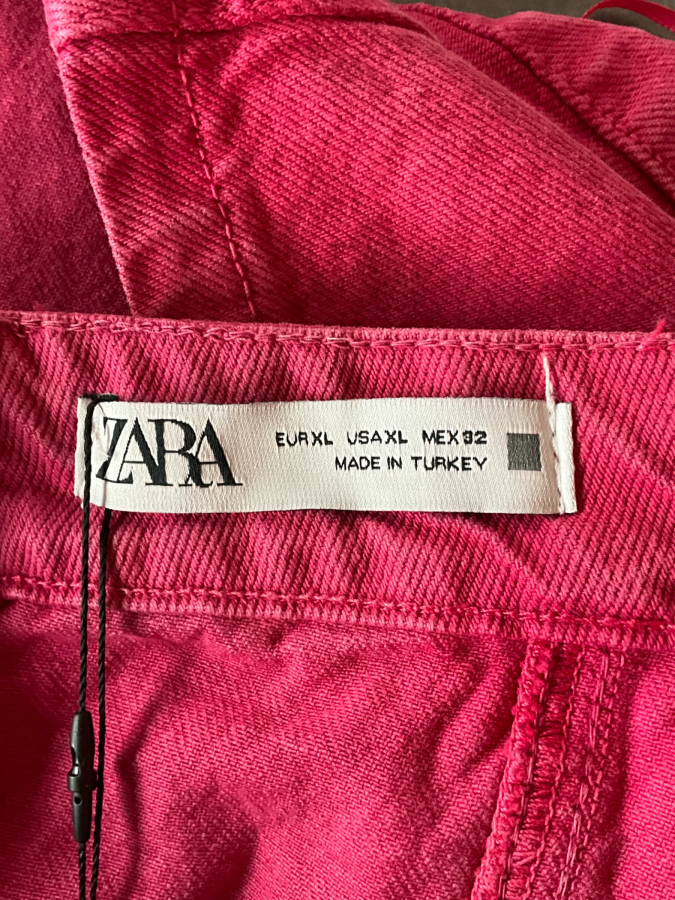 ZARA
EUR XL USA XL MEX 32
MADE IN TURKEY